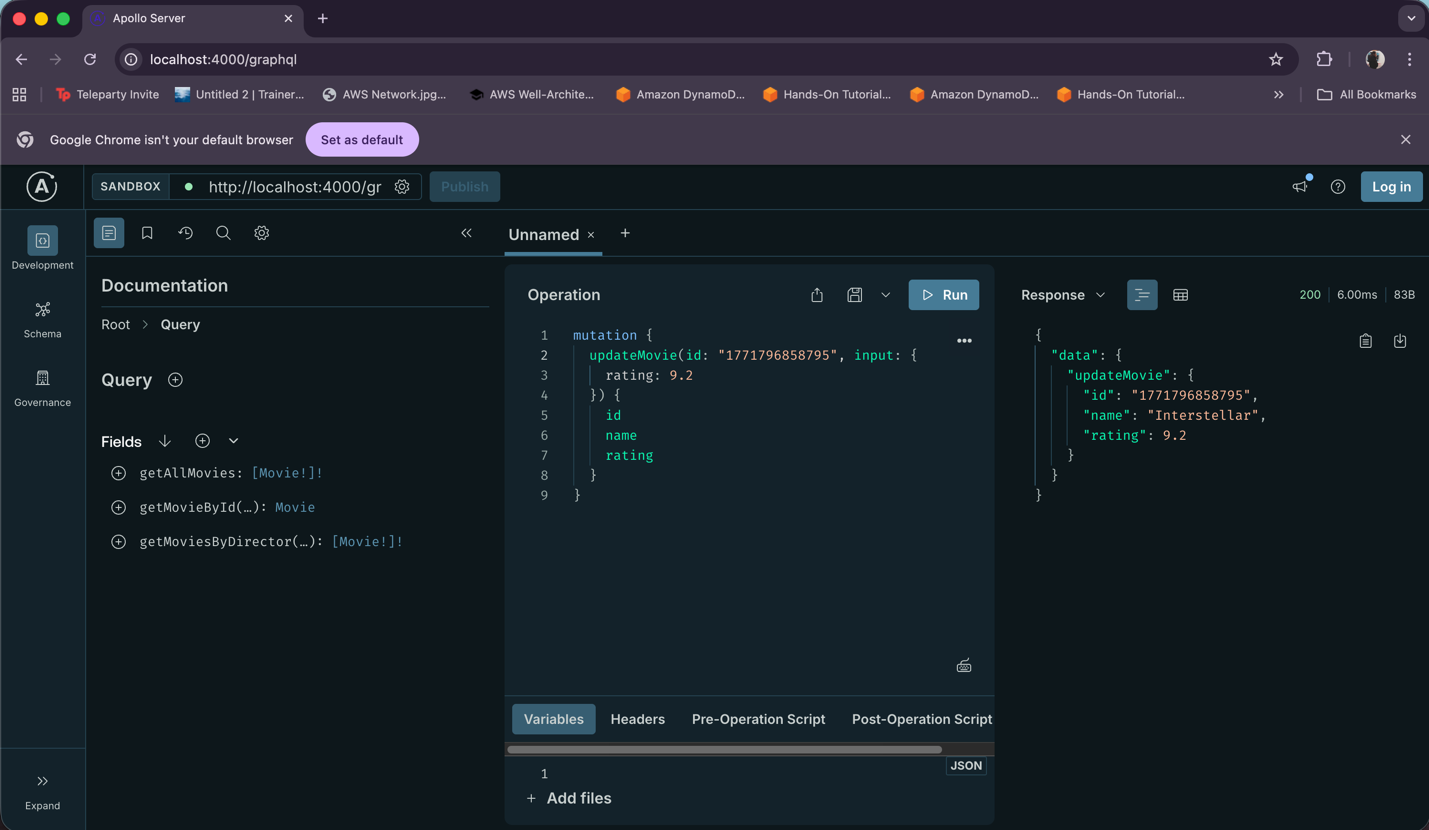 Apollo Server
localhost:4000/graphql
Teleparty Invite
Untitled 2 | Trainer...
AWS Network.jpg...
AWS Well-Archite...
Amazon DynamoD...
Hands-On Tutorial...
Amazon DynamoD...
Hands-On Tutorial...
All Bookmarks
Google Chrome isn't your default browser
Set as default
SANDBOX
http://localhost:4000/gr
Publish
Log in
Development
Schema
Governance
Expand
Documentation
Root > Query
Query
Fields
getAllMovies: [Movie!]!
getMovieById(…): Movie
getMoviesByDirector(…): [Movie!]!
Unnamed
Operation
Run
1 mutation {
2 updateMovie(id: "1771796858795", input: {
3 rating: 9.2
4 }) {
5 id
6 name
7 rating
8 }
9 }
Variables
Headers
Pre-Operation Script
Post-Operation Script
JSON
1
+ Add files
Response
200
6.00ms
83B
{
"data": {
"updateMovie": {
"id": "1771796858795",
"name": "Interstellar",
"rating": 9.2
}
}
}